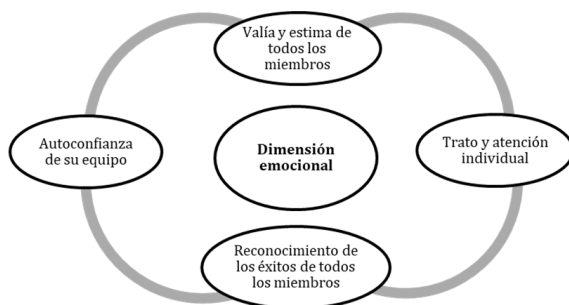 Valía y estima de
todos los
miembros
Autoconfianza
de su equipo
Dimensión
emocional
Trato y atención
individual
Reconocimiento de
los éxitos de todos
los miembros